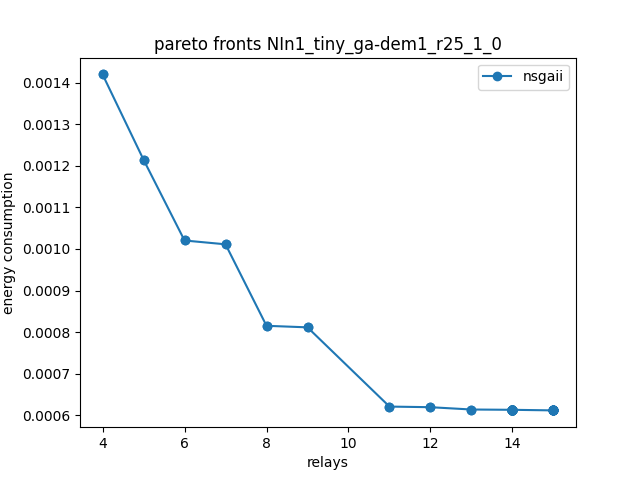 pareto fronts NIn1_tiny_ga-dem1_r25_1_0
nsgaii
energy consumption
0.0014
0.0013
0.0012
0.0011
0.0010
0.0009
0.0008
0.0007
0.0006
4 6 8 10 12 14
relays